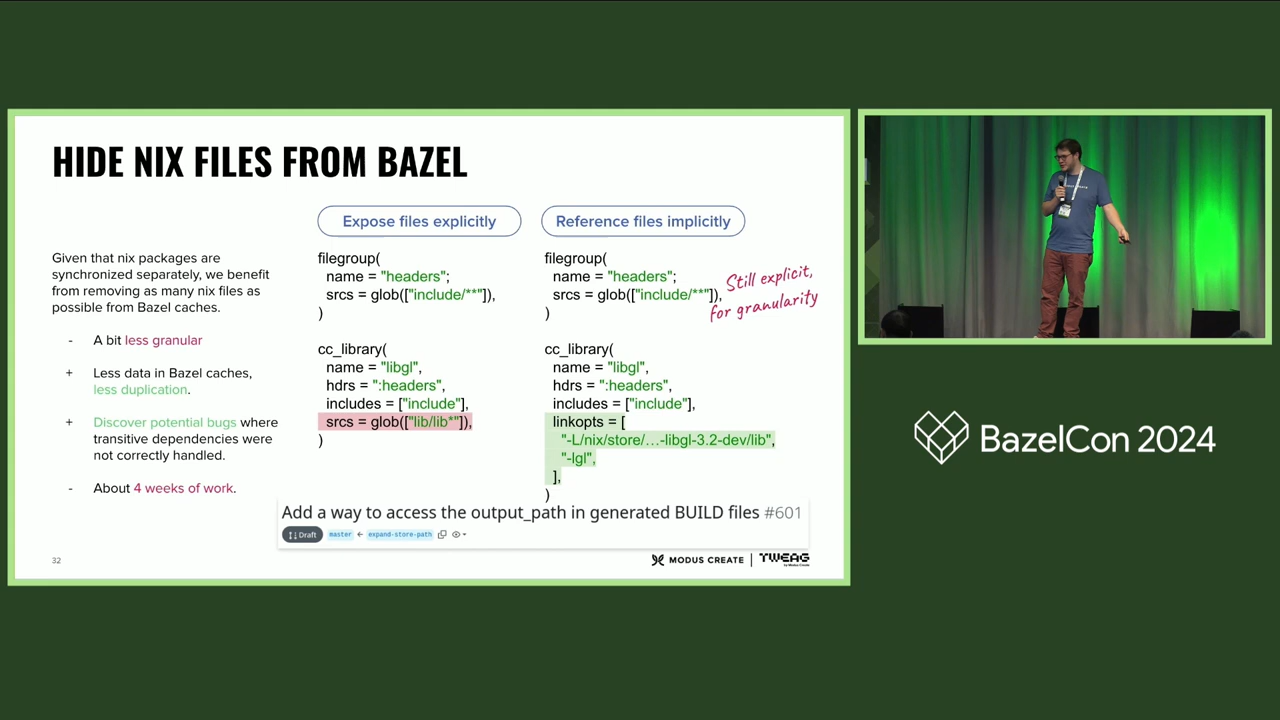 HIDE NIX FILES FROM BAZEL
Given that nix packages are
synchronized separately, we benefit
from removing as many nix files as
possible from Bazel caches.
- A bit less granular
+ Less data in Bazel caches,
less duplication.
+ Discover potential bugs where
transitive dependencies were
not correctly handled.
- About 4 weeks of work.
Expose files explicitly
filegroup(
name = "headers";
srcs = glob(["include/**"]),
)
cc_library(
name = "libgl",
hdrs = ":headers",
includes = ["include"],
srcs = glob(["lib/lib*"]),
)
Reference files implicitly
filegroup(
name = "headers";
srcs = glob(["include/**"]),
)
Still explicit,
for granularity
cc_library(
name = "libgl",
hdrs = ":headers",
includes = ["include"],
linkopts = [
"-L/nix/store/…-libgl-3.2-dev/lib",
"-lgl",
],
)
Add a way to access the output_path in generated BUILD files #601
Draft master ← expand-store-path
32
MODUS CREATE | TWEAG
by Modus Create
BazelCon 2024